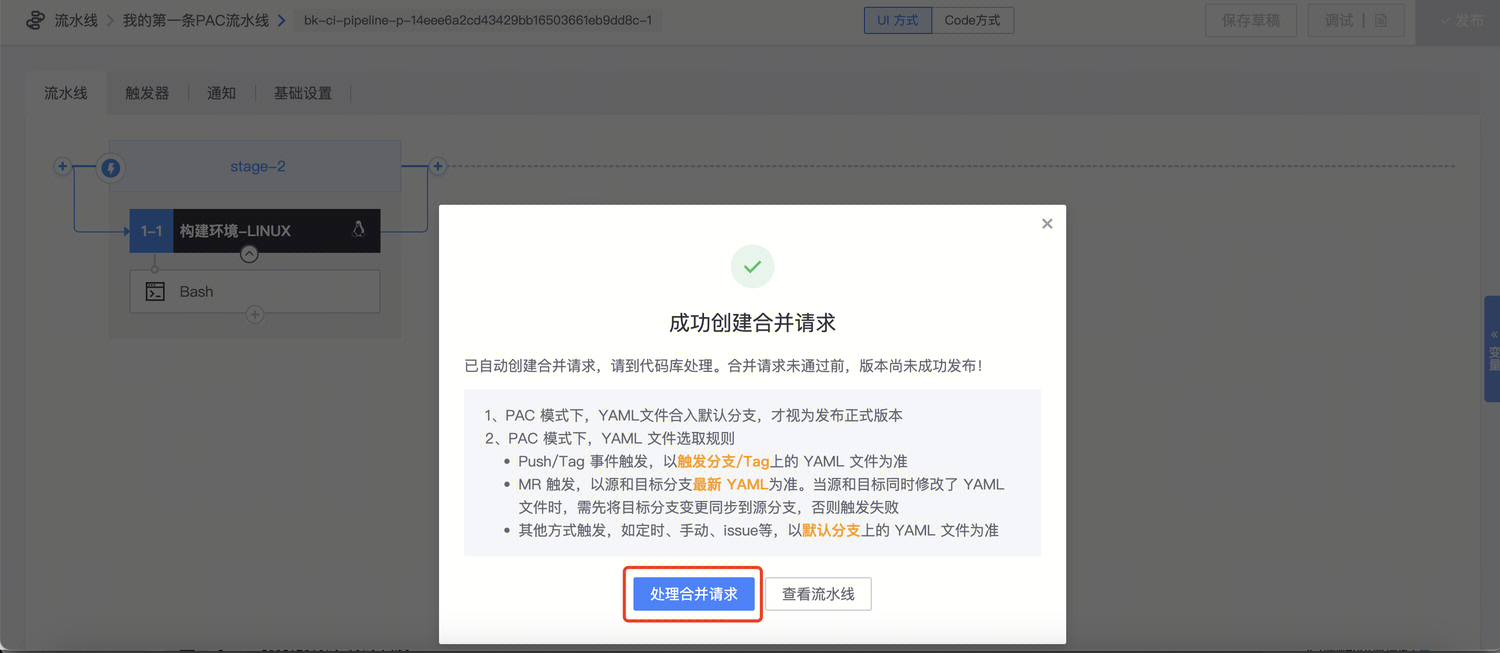 流水线
我的第一条PAC流水线
bk-ci-pipeline-p-14eee6a2cd43429bb16503661eb9dd8c-1
UI 方式
Code方式
保存草稿
调试
发布
流水线
触发器
通知
基础设置
stage-2
1-1
构建环境-LINUX
Bash
变量
成功创建合并请求
已自动创建合并请求，请到代码库处理。合并请求未通过前，版本尚未成功发布！
1、PAC 模式下，YAML文件合入默认分支，才视为发布正式版本
2、PAC 模式下，YAML 文件选取规则
• Push/Tag 事件触发，以触发分支/Tag上的 YAML 文件为准
• MR 触发，以源和目标分支最新 YAML为准。当源和目标同时修改了 YAML
文件时，需先将目标分支变更同步到源分支，否则触发失败
• 其他方式触发，如定时、手动、issue等，以默认分支上的 YAML 文件为准
处理合并请求
查看流水线